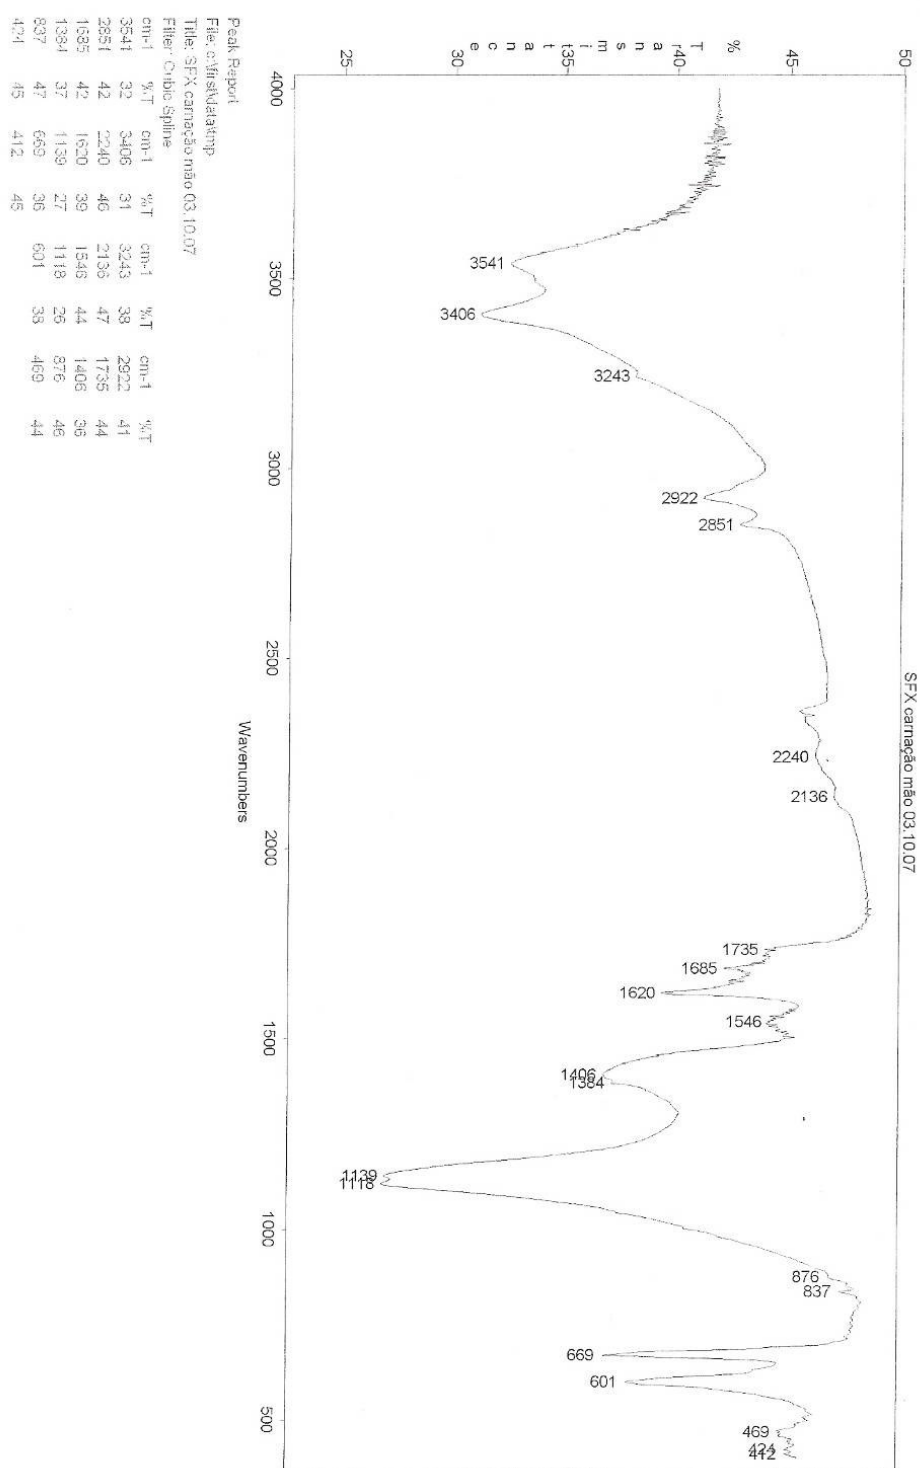 SFX carnação mão 03.10.07
50
45
40
35
30
25
%Transmittance
4000
3500
3000
2500
2000
1500
1000
500
Wavenumbers
3541
3406
3243
2922
2851
2240
2136
1735
1685
1620
1546
1406
1384
1139
1118
876
837
669
601
469
424
412
Peak Report
File: c:\first\data\tmp
Title: SFX carnação mão 03.10.07
Filter: Cubic Spline
cm-1 %T cm-1 %T cm-1 %T cm-1 %T
3541 32 3406 31 3243 38 2922 41
2851 42 2240 46 2136 47 1735 44
1685 42 1620 39 1546 44 1406 36
1384 37 1139 27 1118 26 876 46
837 47 669 36 601 38 469 44
424 45 412 45